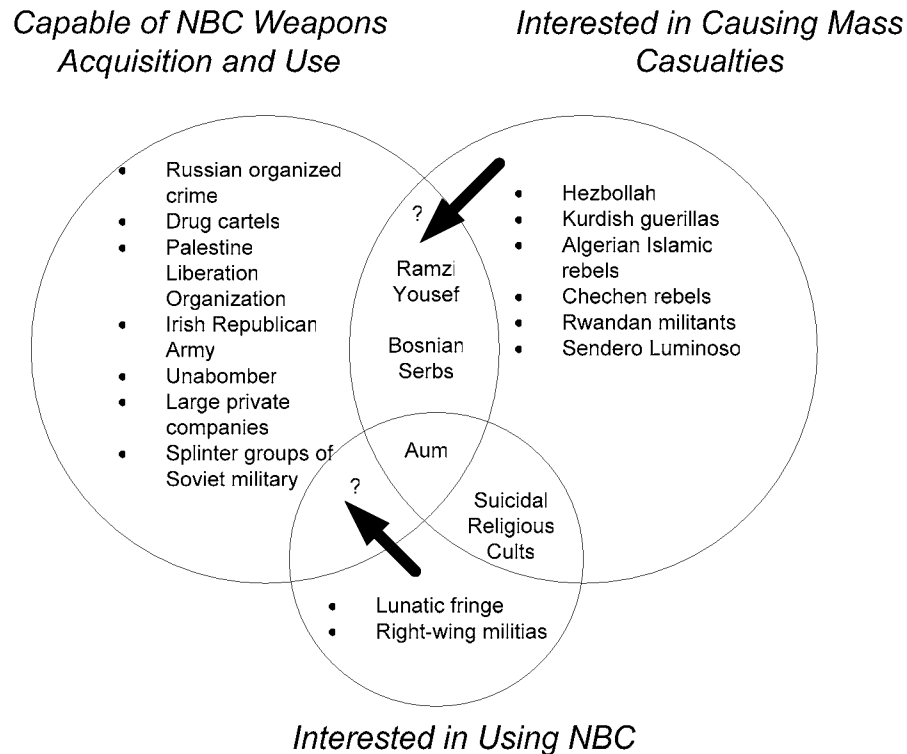 Capable of NBC Weapons
Acquisition and Use
Interested in Causing Mass
Casualties
• Russian organized
crime
• Drug cartels
• Palestine
Liberation
Organization
• Irish Republican
Army
• Unabomber
• Large private
companies
• Splinter groups of
Soviet military
?
Ramzi
Yousef
Bosnian
Serbs
• Hezbollah
• Kurdish guerillas
• Algerian Islamic
rebels
• Chechen rebels
• Rwandan militants
• Sendero Luminoso
Aum
?
Suicidal
Religious
Cults
• Lunatic fringe
• Right-wing militias
Interested in Using NBC